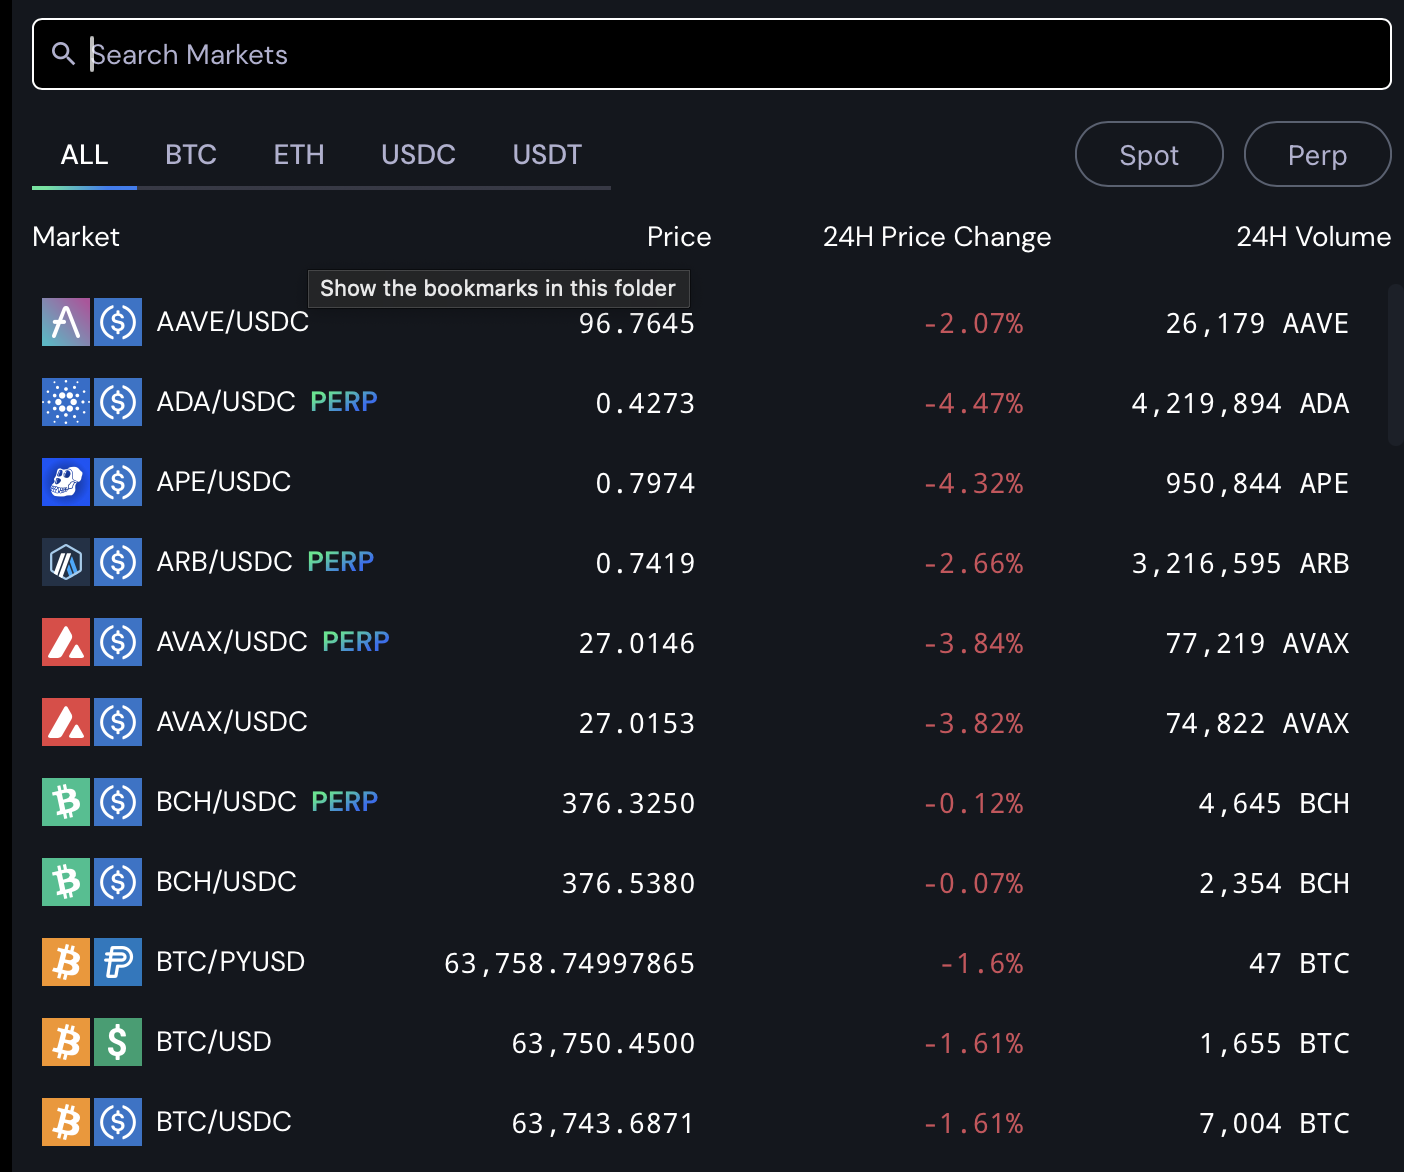 Search Markets
ALL BTC ETH USDC USDT Spot Perp
Market Price 24H Price Change 24H Volume
Show the bookmarks in this folder
AAVE/USDC 96.7645 -2.07% 26,179 AAVE
ADA/USDC PERP 0.4273 -4.47% 4,219,894 ADA
APE/USDC 0.7974 -4.32% 950,844 APE
ARB/USDC PERP 0.7419 -2.66% 3,216,595 ARB
AVAX/USDC PERP 27.0146 -3.84% 77,219 AVAX
AVAX/USDC 27.0153 -3.82% 74,822 AVAX
BCH/USDC PERP 376.3250 -0.12% 4,645 BCH
BCH/USDC 376.5380 -0.07% 2,354 BCH
BTC/PYUSD 63,758.74997865 -1.6% 47 BTC
BTC/USD 63,750.4500 -1.61% 1,655 BTC
BTC/USDC 63,743.6871 -1.61% 7,004 BTC